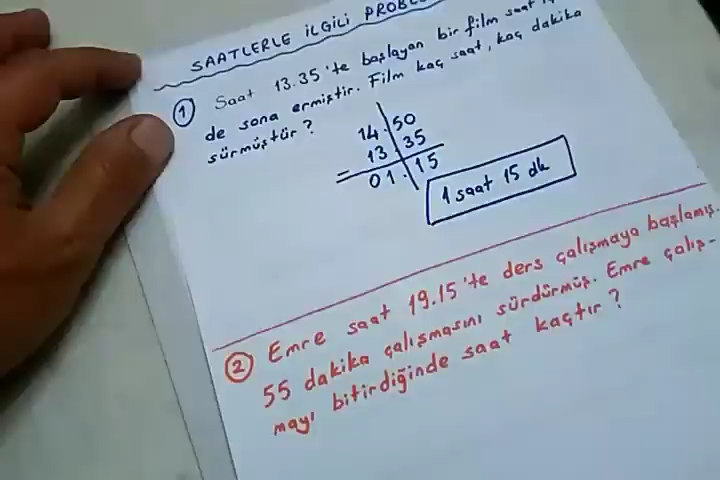 SAATLERLE İLGİLİ
① Saat 13.35'te başlayan bir film saat
de sona ermiştir. Film kaç saat, kaç dakika
sürmüştür?
14.50
13.35
= 01.15
1 saat 15 dk
② Emre saat 19.15'te ders çalışmaya başlamış.
55 dakika çalışmasını sürdürmüş. Emre çalış-
mayı bitirdiğinde saat kaçtır?